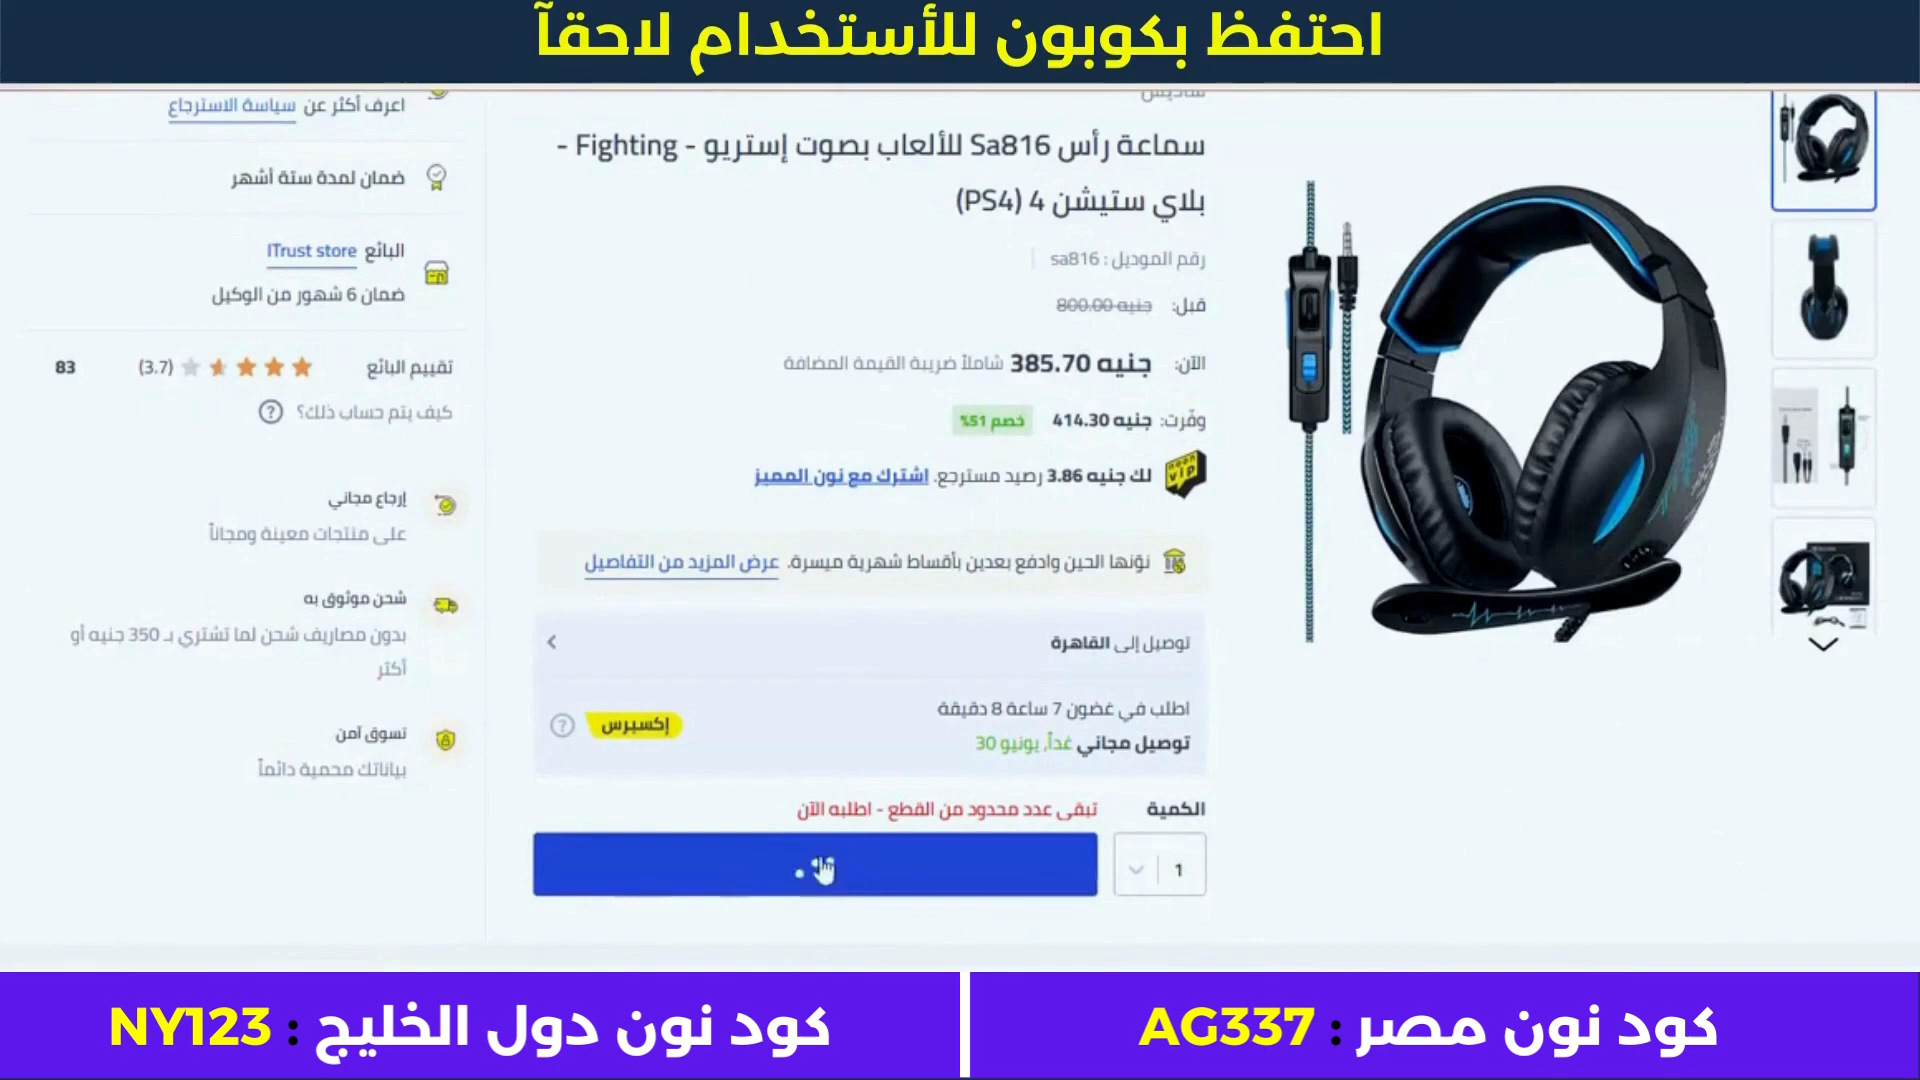 احتفظ بكوبون للأستخدام لاحقآ
ساديس
سماعة رأس Sa816 للألعاب بصوت إستريو - Fighting -
بلاي ستيشن 4 (PS4)
رقم الموديل : sa816
قبل: جنيه 800.00
الآن: جنيه 385.70 شاملاً ضريبة القيمة المضافة
وفّرت: جنيه 414.30 خصم 51%
noon vip
لك جنيه 3.86 رصيد مسترجع. اشترك مع نون المميز
نوّنها الحين وادفع بعدين بأقساط شهرية ميسرة. عرض المزيد من التفاصيل
توصيل إلى القاهرة
اطلب في غضون 7 ساعة 8 دقيقة
توصيل مجاني غداً, يونيو 30
إكسبرس
الكمية
تبقى عدد محدود من القطع - اطلبه الآن
1
اعرف أكثر عن سياسة الاسترجاع
ضمان لمدة ستة أشهر
البائع ITrust store
ضمان 6 شهور من الوكيل
تقييم البائع (3.7) 83
كيف يتم حساب ذلك؟
إرجاع مجاني
على منتجات معينة ومجاناً
شحن موثوق به
بدون مصاريف شحن لما تشتري بـ 350 جنيه أو
أكثر
تسوق آمن
بياناتك محمية دائماً
كود نون مصر : AG337
كود نون دول الخليج : NY123